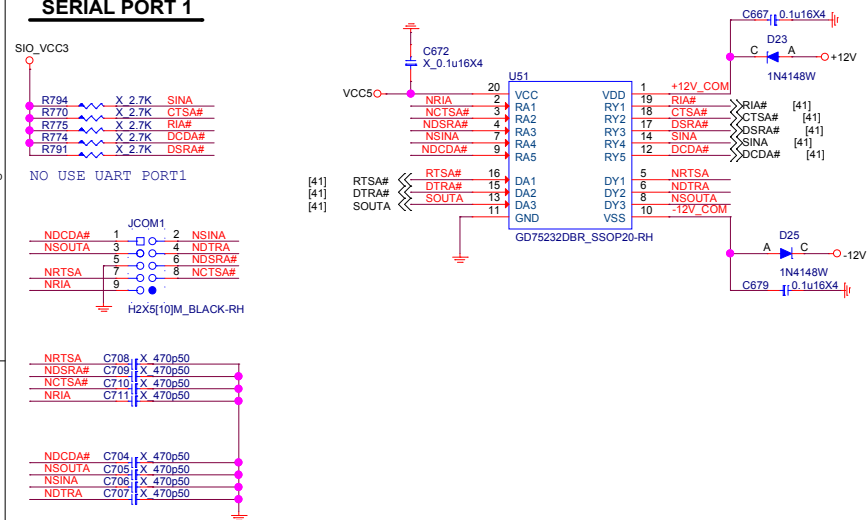 SERIAL PORT 1
SIO_VCC3
R794 X_2.7K SINA
R770 X_2.7K CTSA#
R775 X_2.7K RIA#
R774 X_2.7K DCDA#
R791 X_2.7K DSRA#
NO USE UART PORT1
JCOM1
NDCDA# 1 2 NSINA
NSOUTA 3 4 NDTRA
5 6 NDSRA#
NRTSA 7 8 NCTSA#
NRIA 9
H2X5[10]M_BLACK-RH
NRTSA C708 X_470p50
NDSRA# C709 X_470p50
NCTSA# C710 X_470p50
NRIA C711 X_470p50
NDCDA# C704 X_470p50
NSOUTA C705 X_470p50
NSINA C706 X_470p50
NDTRA C707 X_470p50
C672
X_0.1u16X4
VCC5
U51
20 VCC VDD 1 +12V_COM
NRIA 2 RA1 RY1 19 RIA# RIA# [41]
NCTSA# 3 RA2 RY2 18 CTSA# CTSA# [41]
NDSRA# 4 RA3 RY3 17 DSRA# DSRA# [41]
NSINA 7 RA4 RY4 14 SINA SINA [41]
NDCDA# 9 RA5 RY5 12 DCDA# DCDA# [41]
[41] RTSA# RTSA# 16 DA1 DY1 5 NRTSA
[41] DTRA# DTRA# 15 DA2 DY2 6 NDTRA
[41] SOUTA SOUTA 13 DA3 DY3 8 NSOUTA
11 GND VSS 10 -12V_COM
GD75232DBR_SSOP20-RH
C667 0.1u16X4
D23
C A +12V
1N4148W
D25
A C -12V
1N4148W
C679 0.1u16X4